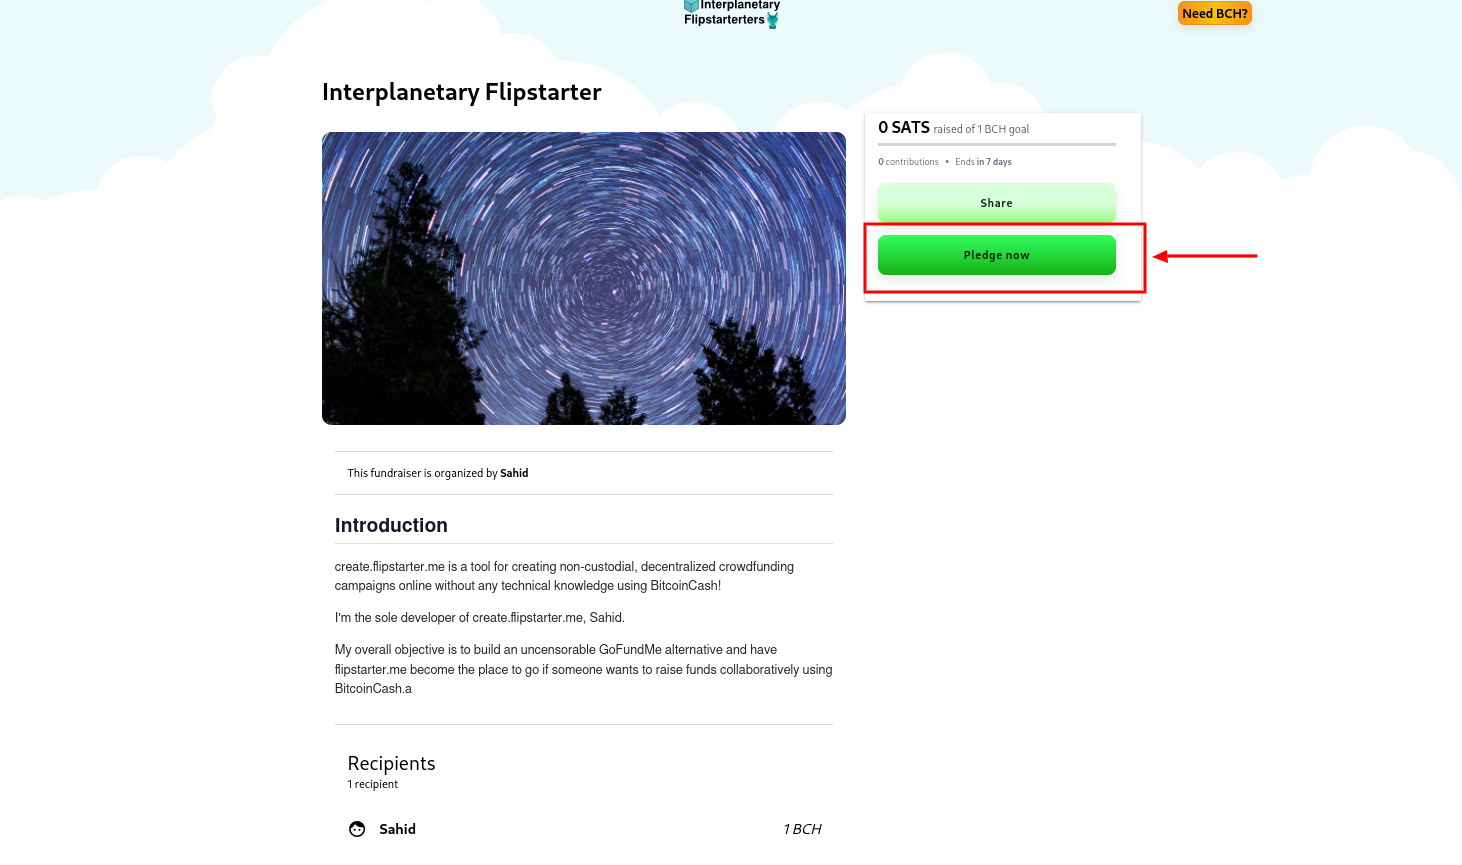 Interplanetary
Flipstarterters
Need BCH?
Interplanetary Flipstarter
0 SATS raised of 1 BCH goal
0 contributions • Ends in 7 days
Share
Pledge now
This fundraiser is organized by Sahid
Introduction
create.flipstarter.me is a tool for creating non-custodial, decentralized crowdfunding
campaigns online without any technical knowledge using BitcoinCash!
I'm the sole developer of create.flipstarter.me, Sahid.
My overall objective is to build an uncensorable GoFundMe alternative and have
flipstarter.me become the place to go if someone wants to raise funds collaboratively using
BitcoinCash.a
Recipients
1 recipient
Sahid 1 BCH